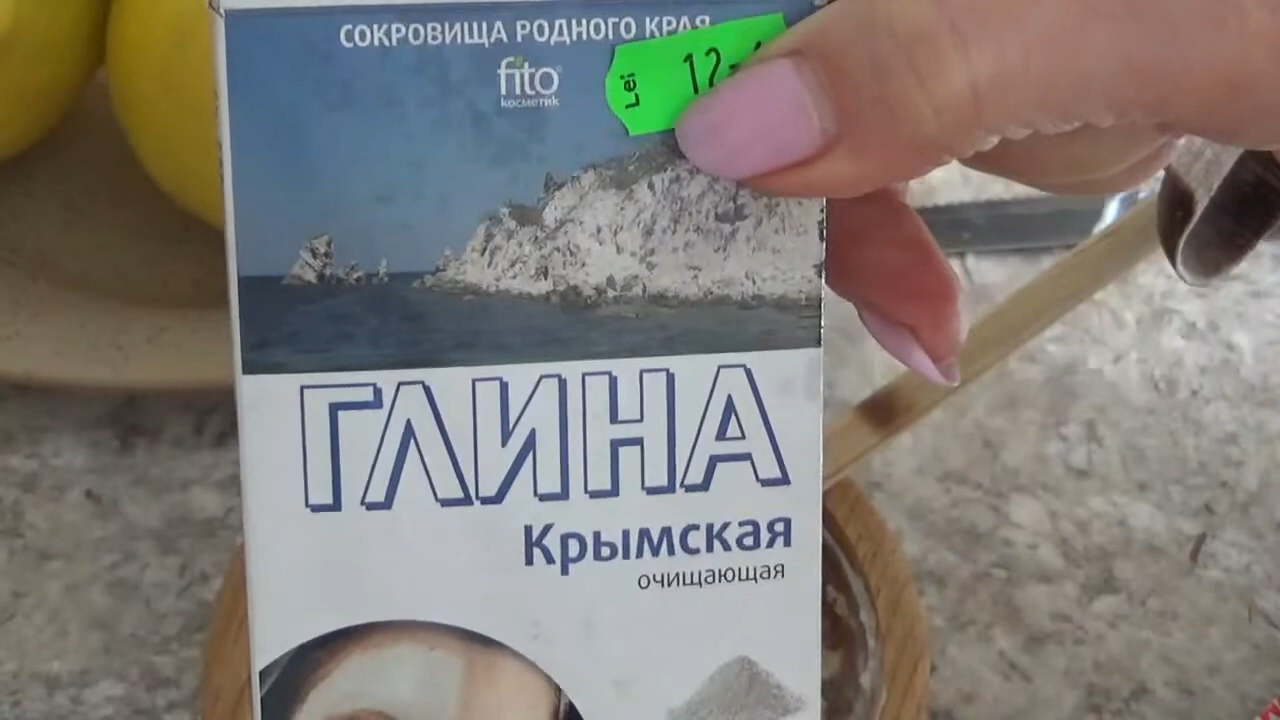 СОКРОВИЩА РОДНОГО КРАЯ
fito
косметик
Lei
12-
ГЛИНА
Крымская
очищающая